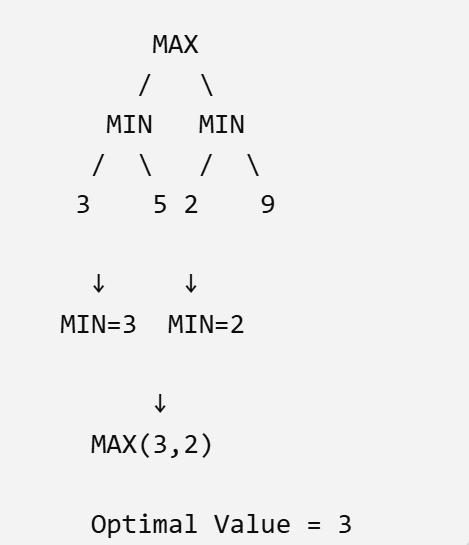 MAX
/ \
MIN MIN
/ \ / \
3 5 2 9
↓ ↓
MIN=3 MIN=2
↓
MAX(3,2)
Optimal Value = 3